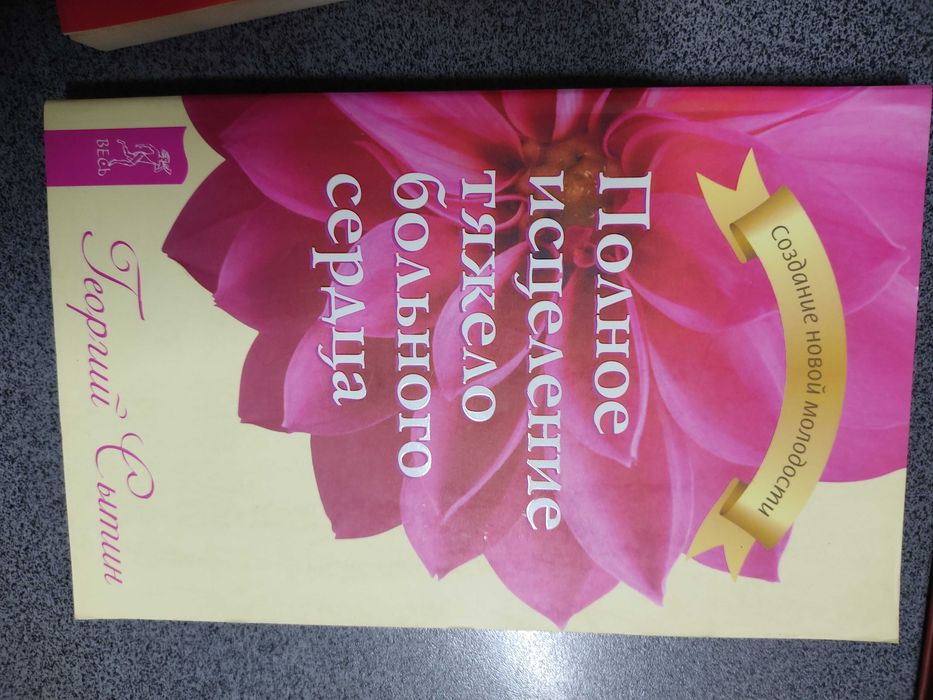 создание новой молодости
Полное
исцеление
тяжело
больного
сердца
Георгий Сытин
ВЕСЬ